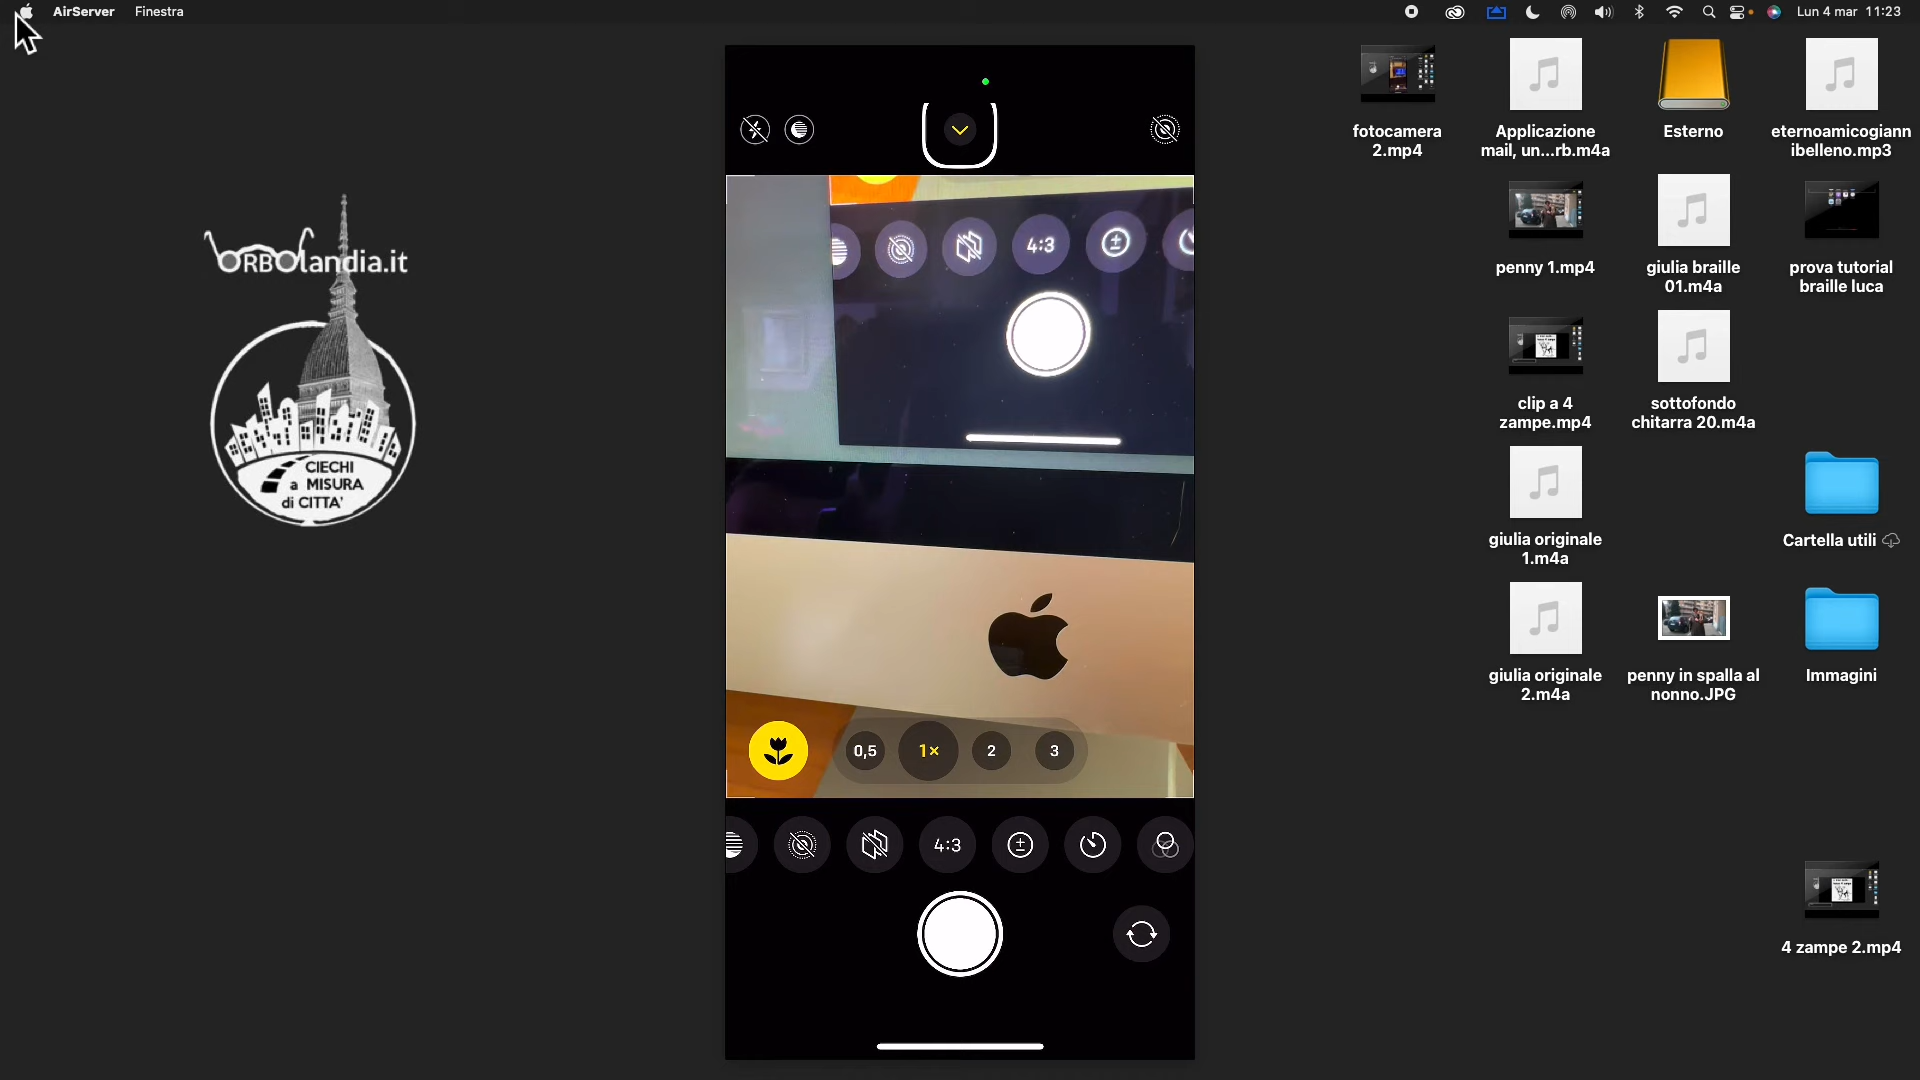 AirServer Finestra
Lun 4 mar 11:23
ORBOlandia.it
CIECHI
a MISURA
di CITTA'
4:3
0,5 1× 2 3
4:3
fotocamera
2.mp4
Applicazione
mail, un...rb.m4a
Esterno
eternoamicogiann
ibelleno.mp3
penny 1.mp4
giulia braille
01.m4a
prova tutorial
braille luca
clip a 4
zampe.mp4
sottofondo
chitarra 20.m4a
giulia originale
1.m4a
Cartella utili
giulia originale
2.m4a
penny in spalla al
nonno.JPG
Immagini
4 zampe 2.mp4